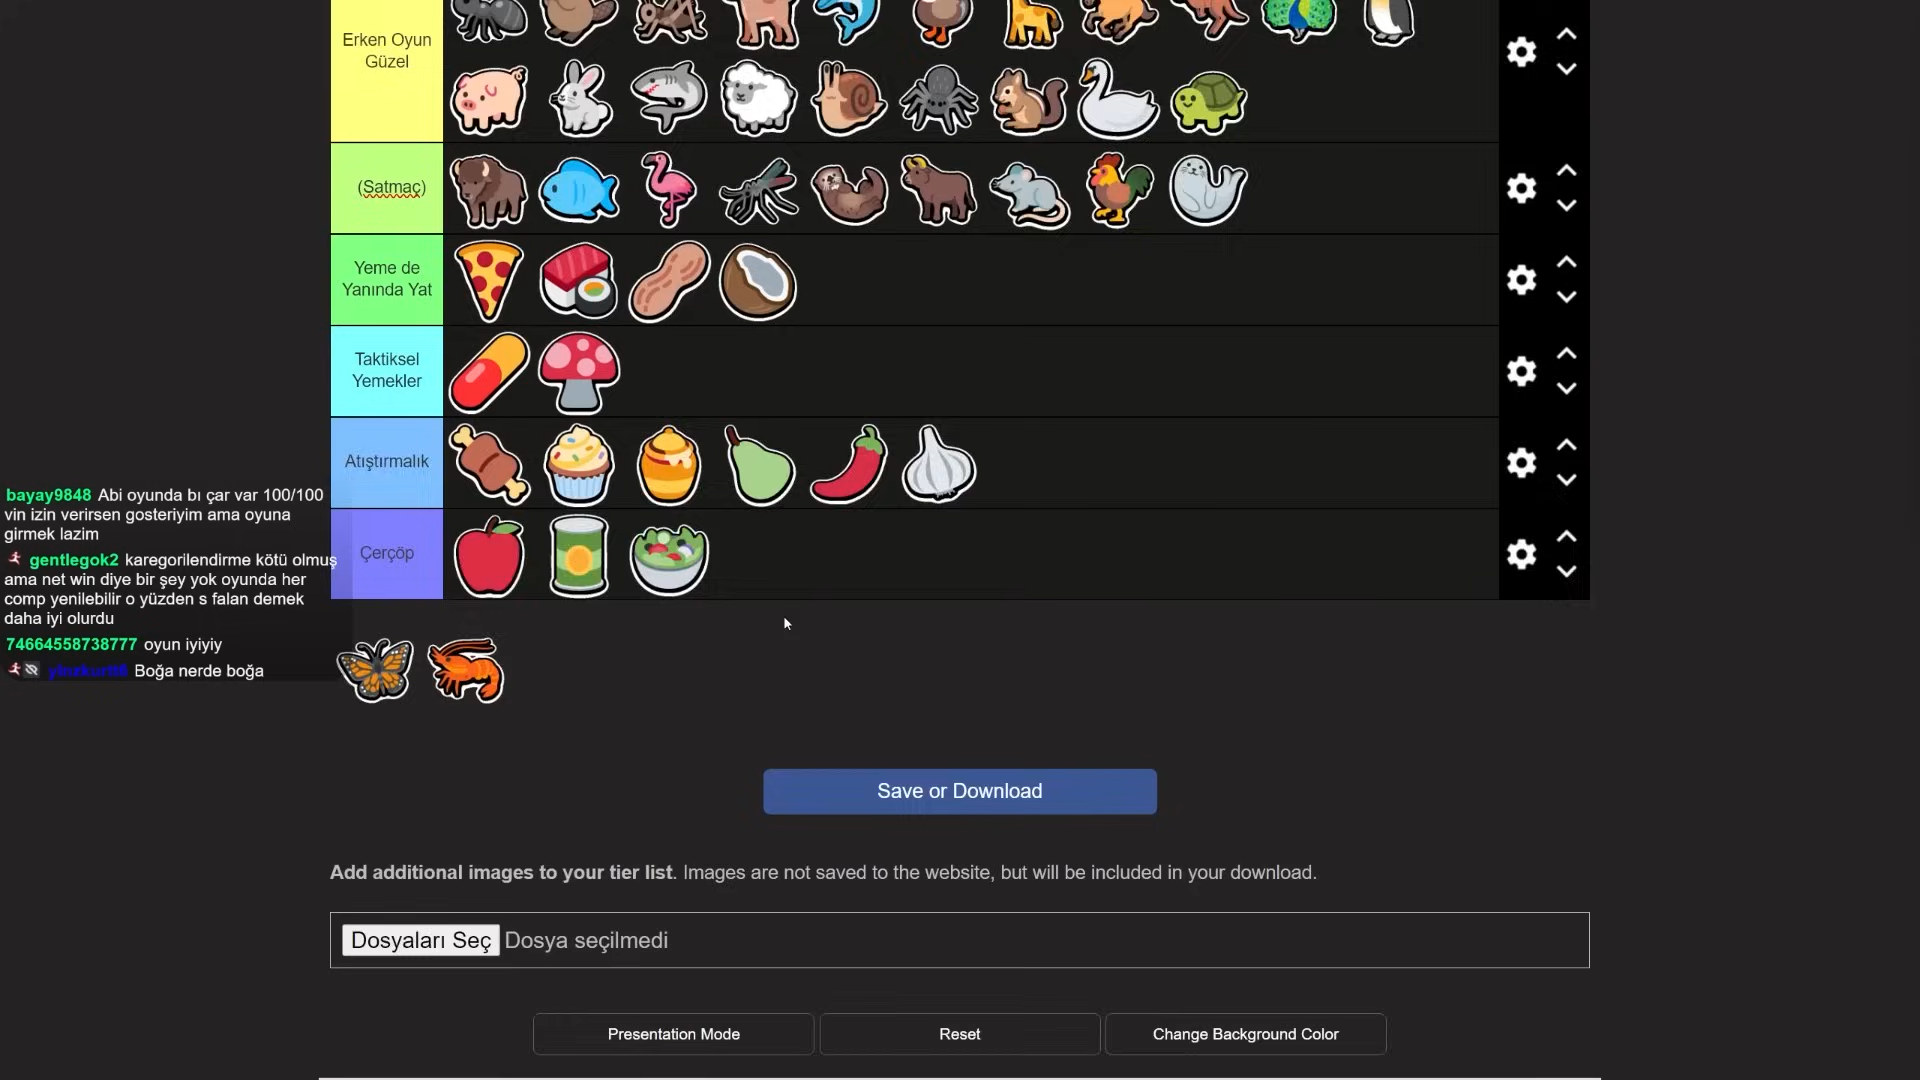 Erken Oyun
Güzel
(Satmaç)
Yeme de
Yanında Yat
Taktiksel
Yemekler
Atıştırmalık
Çerçöp
bayay9848 Abi oyunda bı çar var 100/100
vin izin verirsen gosteriyim ama oyuna
girmek lazim
gentlegok2 karegorilendirme kötü olmuş
ama net win diye bir şey yok oyunda her
comp yenilebilir o yüzden s falan demek
daha iyi olurdu
74664558738777 oyun iyiyiy
Boğa nerde boğa
Save or Download
Add additional images to your tier list. Images are not saved to the website, but will be included in your download.
Dosyaları Seç Dosya seçilmedi
Presentation Mode
Reset
Change Background Color